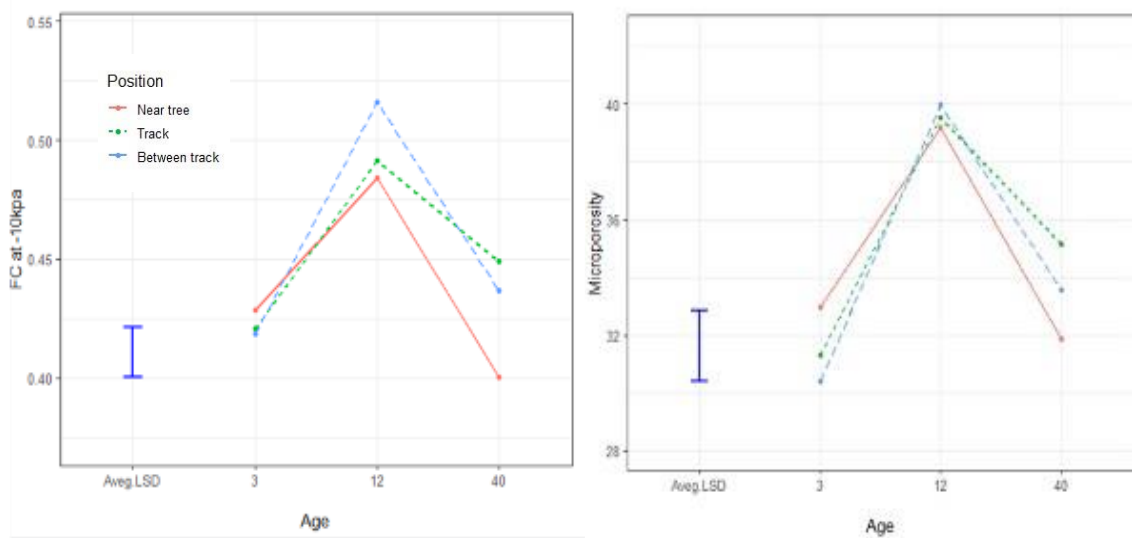 0.55
0.50
0.45
0.40
FC at -10kpa
Position
Near tree
Track
Between track
Aveg.LSD 3 12 40
Age
40
36
32
28
Microporosity
Aveg.LSD 3 12 40
Age